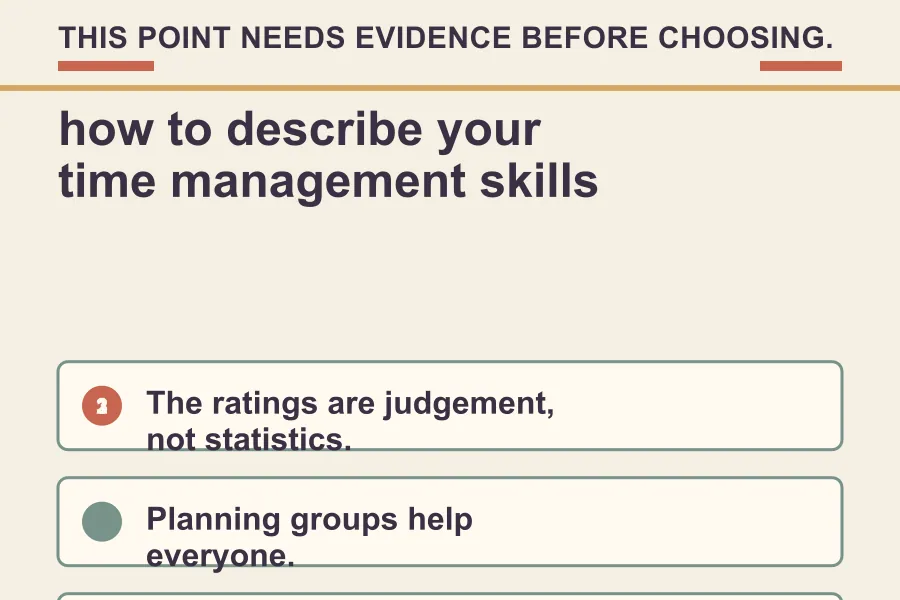 THIS POINT NEEDS EVIDENCE BEFORE CHOOSING.
how to describe your
time management skills
The ratings are judgement,
not statistics.
Planning groups help
everyone.